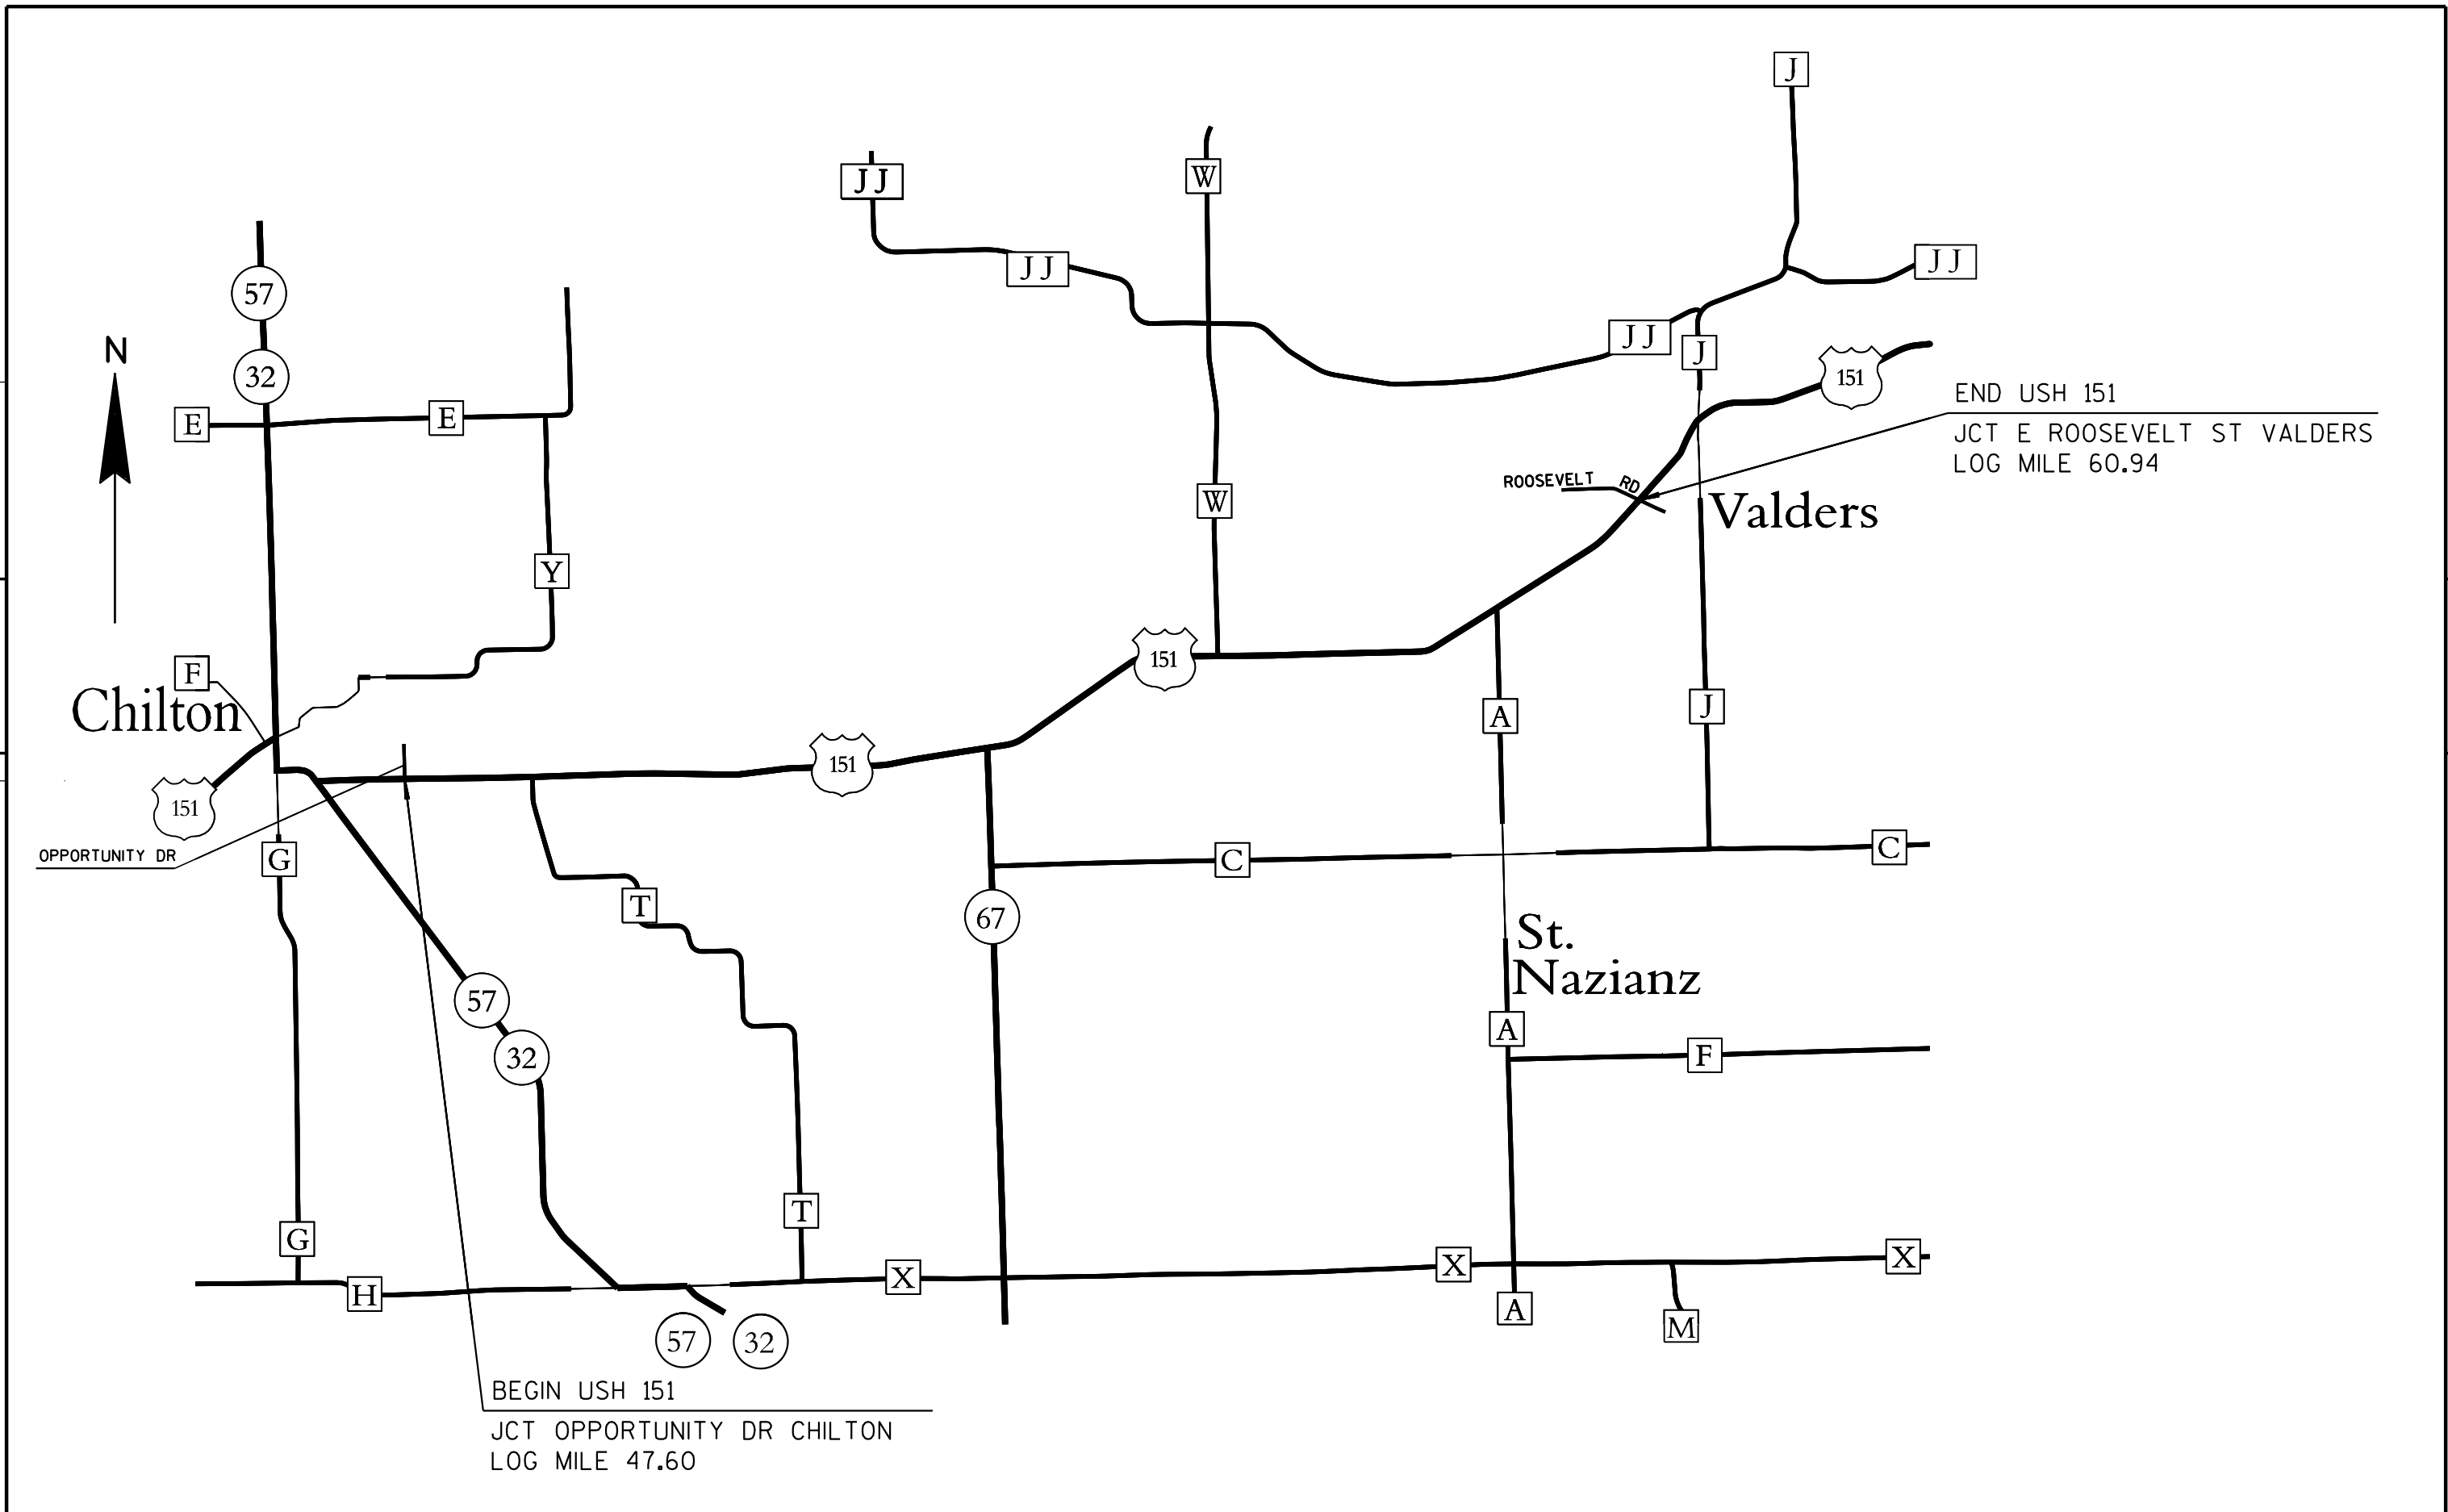 J
JJ
W
JJ
JJ
57
N
32
JJ
J
151
END USH 151
JCT E ROOSEVELT ST VALDERS
LOG MILE 60.94
E
E
ROOSEVELT RD
W
Valders
Y
F
Chilton
151
A
J
151
151
OPPORTUNITY DR
G
C
C
T
67
St.
Nazianz
57
32
A
F
T
G
H
X
X
X
A
M
57
32
BEGIN USH 151
JCT OPPORTUNITY DR CHILTON
LOG MILE 47.60